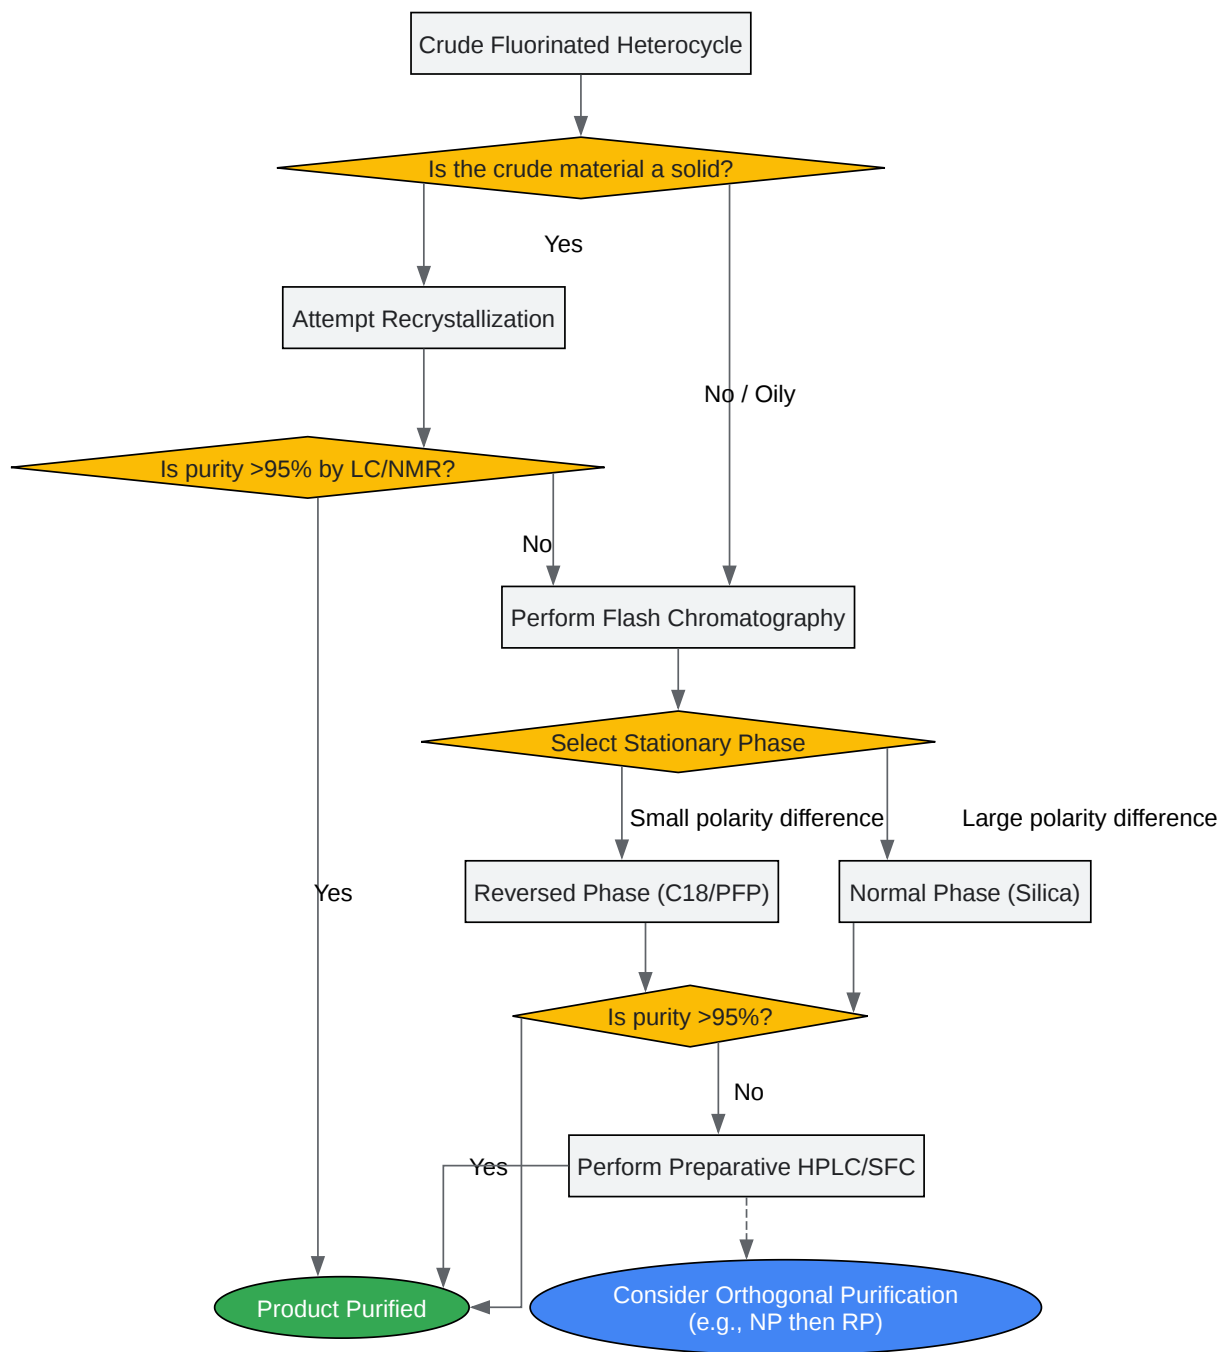 Crude Fluorinated Heterocycle
Is the crude material a solid?
Yes
Attempt Recrystallization
No / Oily
Is purity >95% by LC/NMR?
No
Perform Flash Chromatography
Select Stationary Phase
Small polarity difference
Large polarity difference
Yes
Reversed Phase (C18/PFP)
Normal Phase (Silica)
Is purity >95%?
No
Yes
Perform Preparative HPLC/SFC
Product Purified
Consider Orthogonal Purification
(e.g., NP then RP)